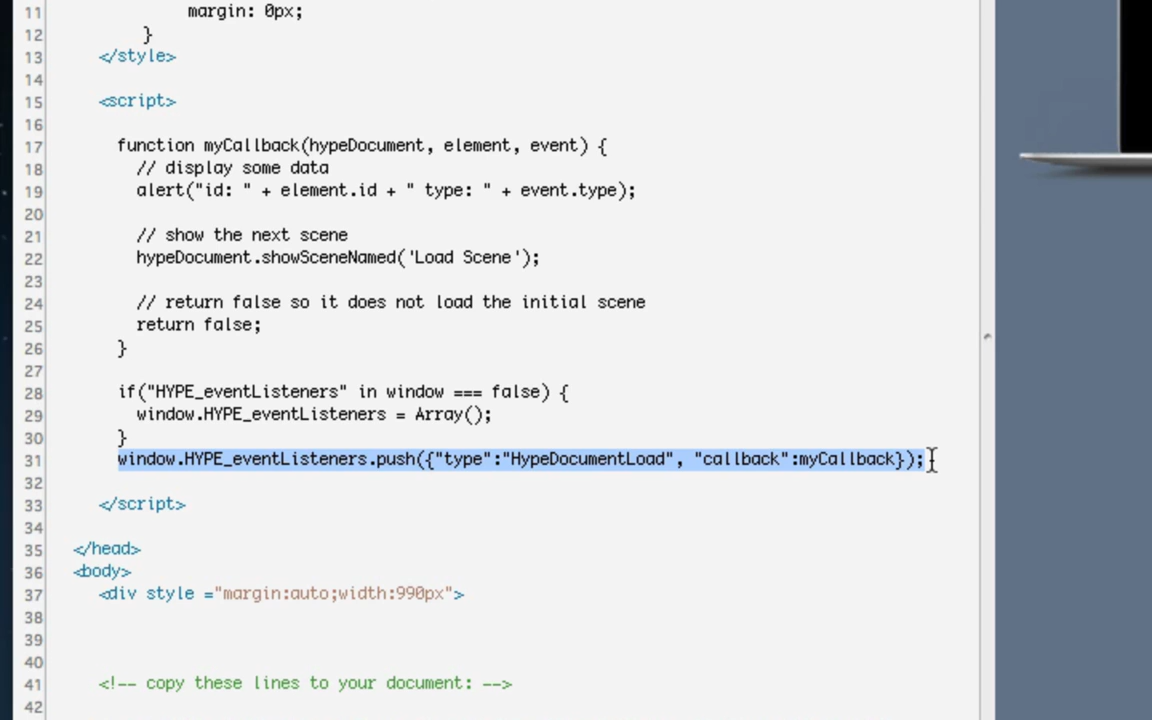 11 margin: 0px;
12 }
13 </style>
14
15 <script>
16
17 function myCallback(hypeDocument, element, event) {
18 // display some data
19 alert("id: " + element.id + " type: " + event.type);
20
21 // show the next scene
22 hypeDocument.showSceneNamed('Load Scene');
23
24 // return false so it does not load the initial scene
25 return false;
26 }
27
28 if("HYPE_eventListeners" in window === false) {
29 window.HYPE_eventListeners = Array();
30 }
31 window.HYPE_eventListeners.push({"type":"HypeDocumentLoad", "callback":myCallback});
32
33 </script>
34
35 </head>
36 <body>
37 <div style ="margin:auto;width:990px">
38
39
40
41 <!-- copy these lines to your document: -->
42